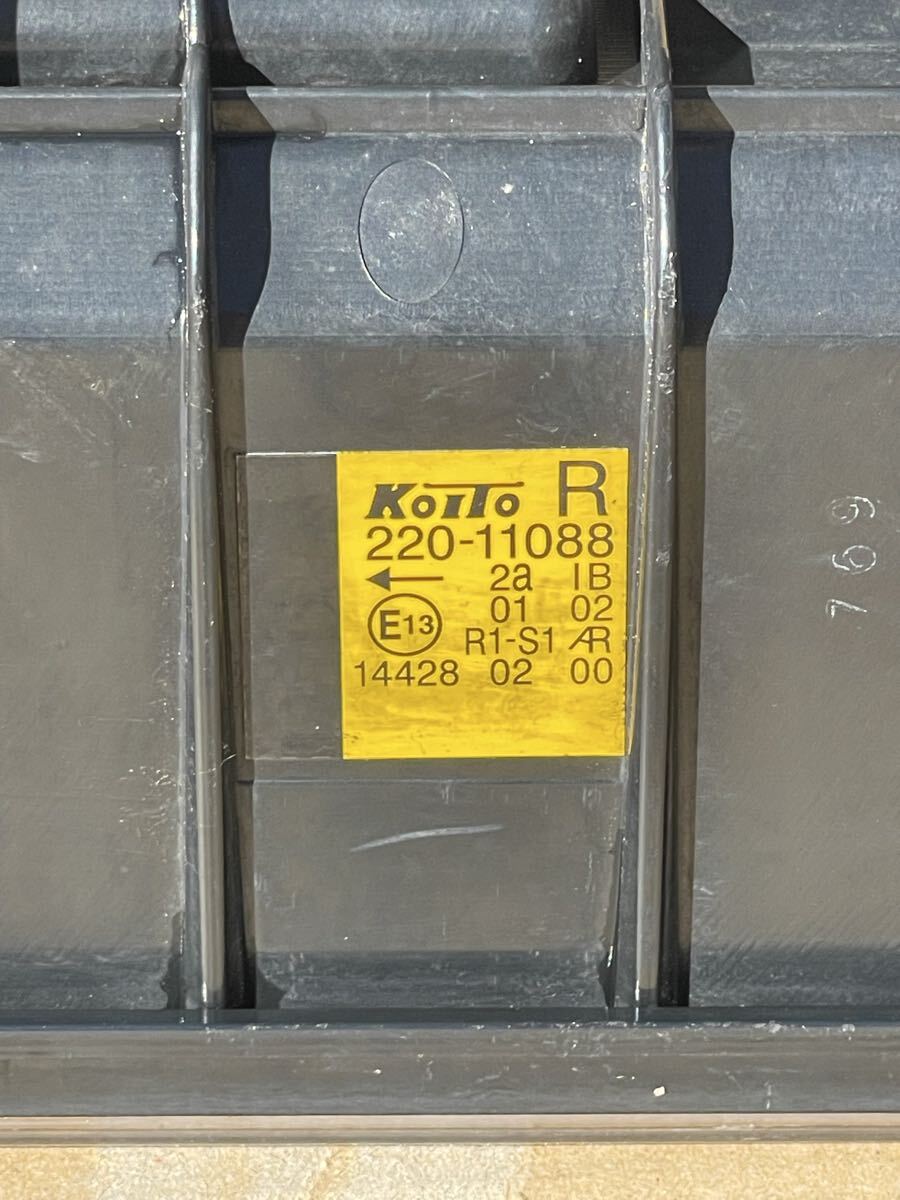 KoITo R
220-11088
← 2a IB
01 02
E13 R1-S1 AR
14428 02 00
769